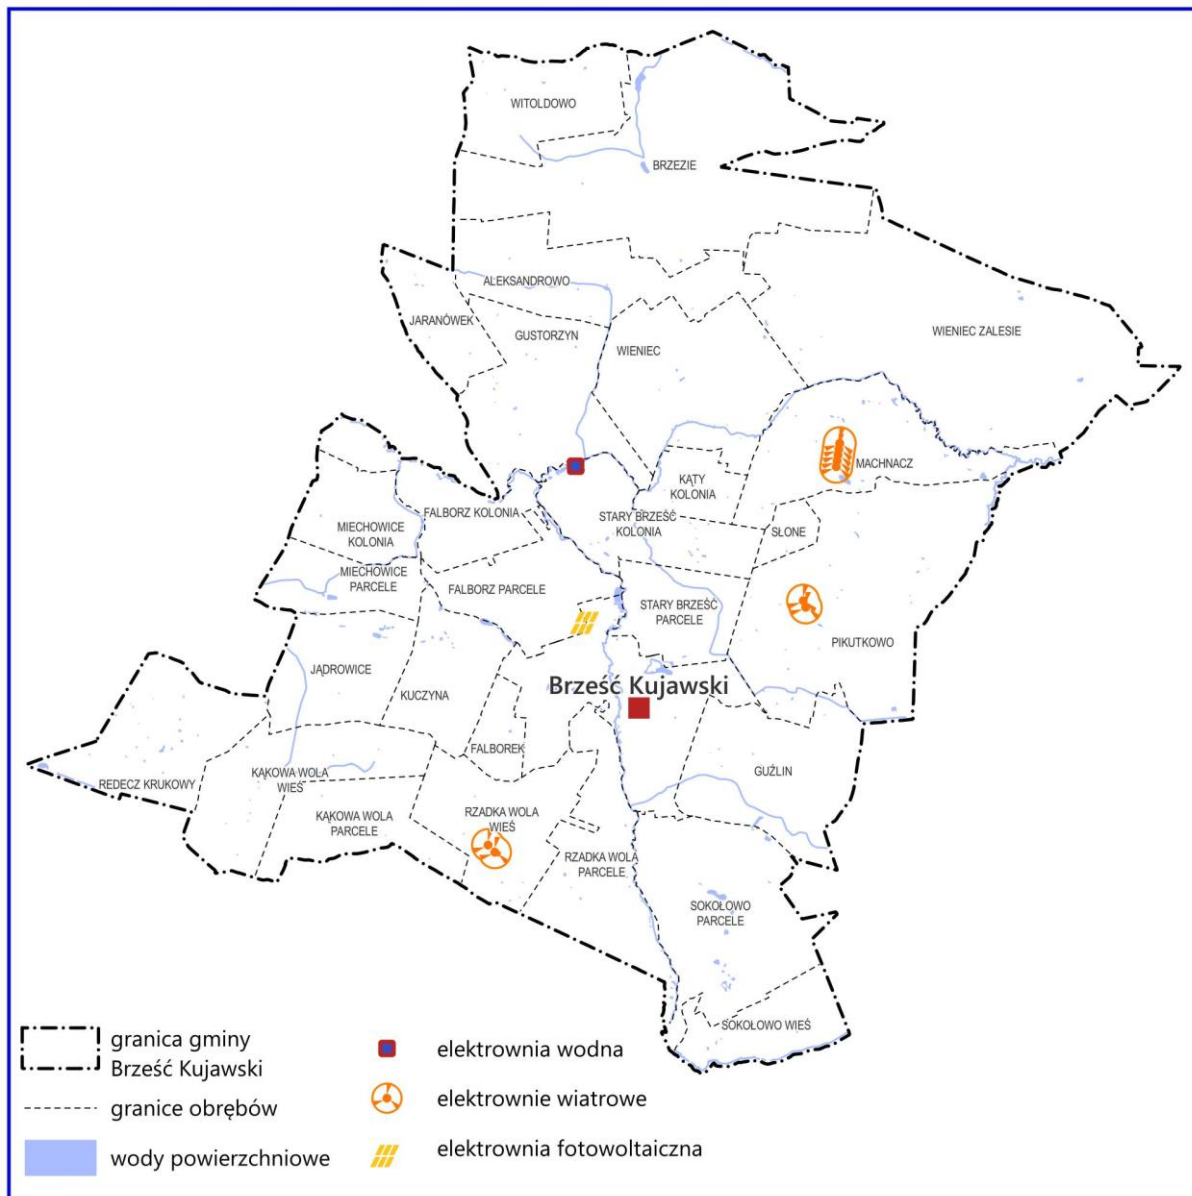 WITOLDOWO
BRZEZIE
ALEKSANDROWO
JARANÓWEK
GUSTORZYN
WIENIEC
WIENIEC ZALESIE
MACHNACZ
KĄTY
KOLONIA
FALBORZ KOLONIA
STARY BRZEŚĆ
KOLONIA
MIECHOWICE
KOLONIA
SŁONE
MIECHOWICE
PARCELE
FALBORZ PARCELE
STARY BRZEŚĆ
PARCELE
PIKUTKOWO
JĄDROWICE
KUCZYNA
Brześć Kujawski
FALBOREK
GUŹLIN
KĄKOWA WOLA
WIEŚ
REDECZ KRUKOWY
KĄKOWA WOLA
PARCELE
RZADKA WOLA
WIEŚ
RZADKA WOLA
PARCELE
SOKOŁOWO
PARCELE
SOKOŁOWO WIEŚ
granica gminy
Brześć Kujawski
granice obrębów
wody powierzchniowe
elektrownia wodna
elektrownie wiatrowe
elektrownia fotowoltaiczna